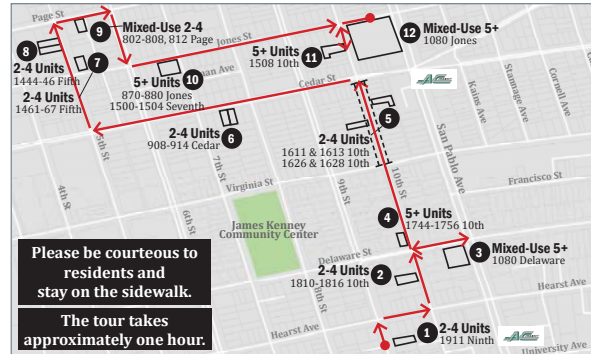 Page St
9
Mixed-Use 2-4
802-808, 812 Page
8
7
2-4 Units
1444-46 Fifth
2-4 Units
1461-67 Fifth
Jones St
man Ave
10
5+ Units
870-880 Jones
1500-1504 Seventh
5+ Units
1508 10th
11
12
Mixed-Use 5+
1080 Jones
Cedar St
Kains Ave
Stannage Ave
Cornell Ave
San Pablo Ave
6
2-4 Units
908-914 Cedar
5
2-4 Units
1611 & 1613 10th
1626 & 1628 10th
4th St
5th St
6th St
7th St
8th St
9th St
10th St
Virginia St
Francisco St
James Kenney
Community Center
4
5+ Units
1744-1756 10th
3
Mixed-Use 5+
1080 Delaware
Delaware St
2
2-4 Units
1810-1816 10th
Hearst Ave
Hearst Ave
1
2-4 Units
1911 Ninth
University Ave
Please be courteous to
residents and
stay on the sidewalk.
The tour takes
approximately one hour.